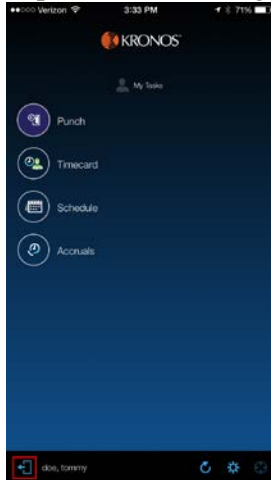 Verizon 3:33 PM 71%
KRONOS
My Tasks
Punch
Timecard
Schedule
Accruals
doe, tommy